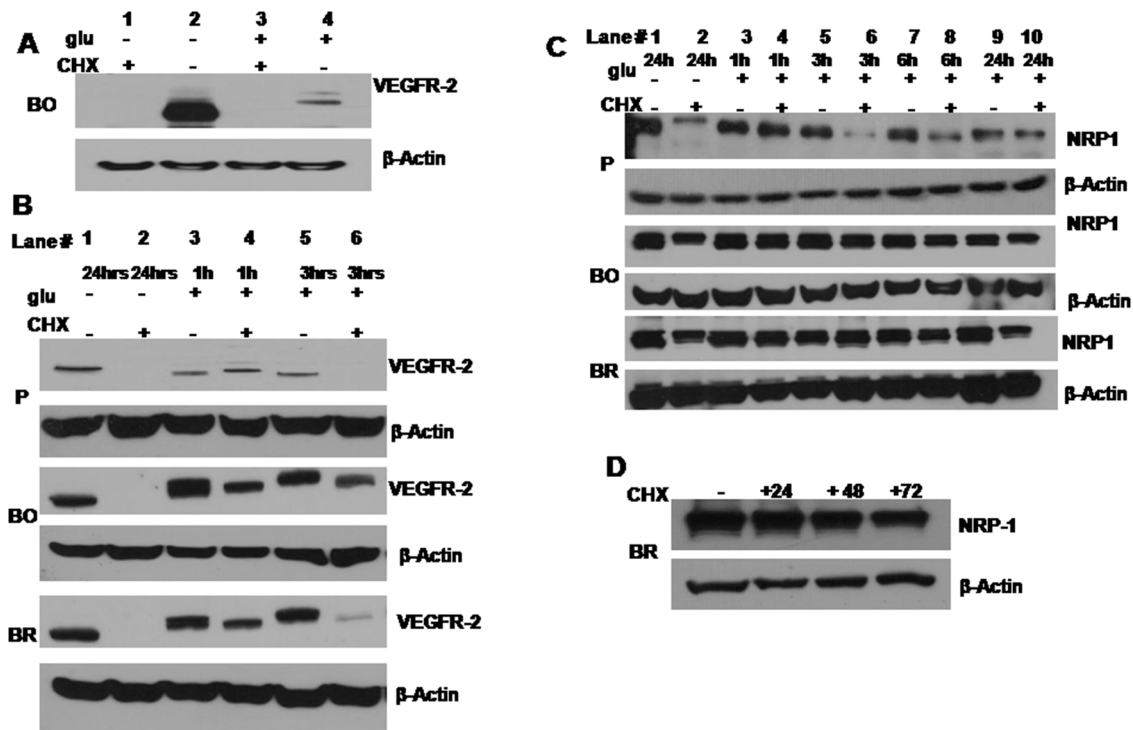 A
1 2 3 4
glu - - + +
CHX + - + -
BO VEGFR-2
β-Actin
B
Lane # 1 2 3 4 5 6
24hrs 24hrs 1h 1h 3hrs 3hrs
glu - - + + + +
CHX - + - + - +
P VEGFR-2
β-Actin
BO VEGFR-2
β-Actin
BR VEGFR-2
β-Actin
C
Lane # 1 2 3 4 5 6 7 8 9 10
24h 24h 1h 1h 3h 3h 6h 6h 24h 24h
glu - - + + + + + + + +
CHX - + - + - + - + - +
P NRP1
β-Actin
BO NRP1
β-Actin
BR NRP1
β-Actin
D
CHX - +24 + 48 +72
BR NRP-1
β-Actin